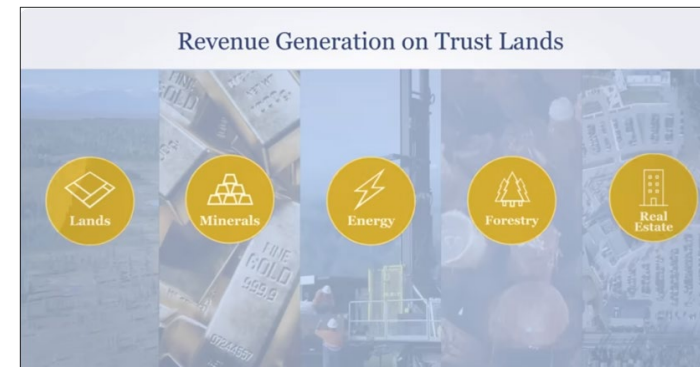 Revenue Generation on Trust Lands
Lands
Minerals
Energy
Forestry
Real
Estate
FINE
GOLD
FINE
GOLD
999.9